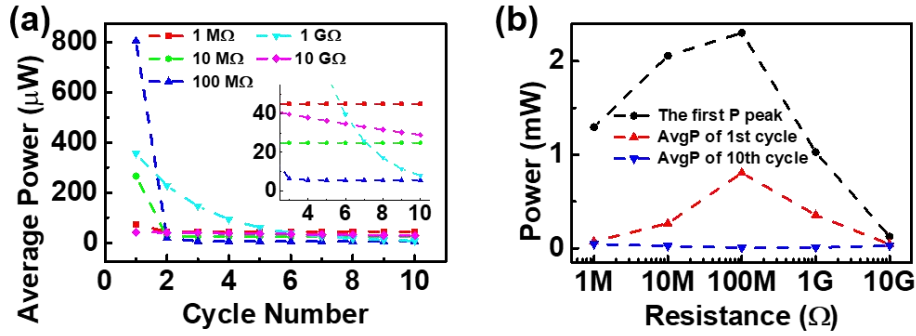 (a)
800
600
400
200
0
Average Power (μW)
1 MΩ
1 GΩ
10 MΩ
10 GΩ
100 MΩ
40
20
0
4 6 8 10
0 2 4 6 8 10
Cycle Number
(b)
2
1
0
Power (mW)
The first P peak
AvgP of 1st cycle
AvgP of 10th cycle
1M 10M 100M 1G 10G
Resistance (Ω)